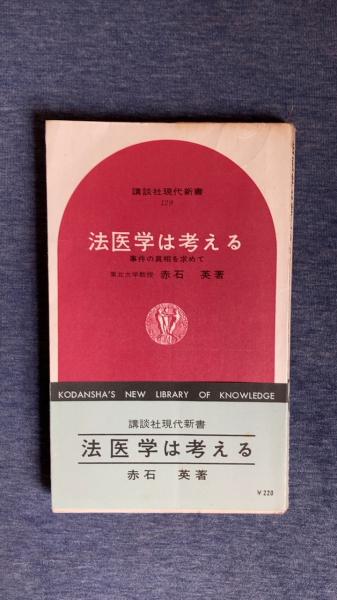 講談社現代新書
129
法医学は考える
事件の真相を求めて
東北大学教授 赤石 英著
KODANSHA'S NEW LIBRARY OF KNOWLEDGE
講談社現代新書
法医学は考える
赤石 英著
¥220